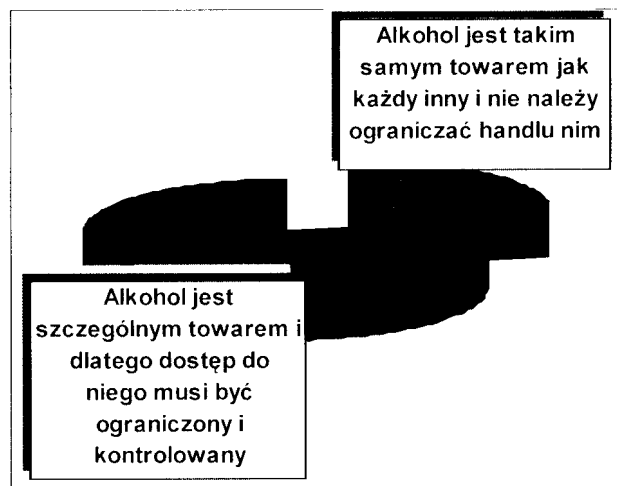 Alkohol jest takim
samym towarem jak
każdy inny i nie należy
ograniczać handlu nim
Alkohol jest
szczególnym towarem i
dlatego dostęp do
niego musi być
ograniczony i
kontrolowany